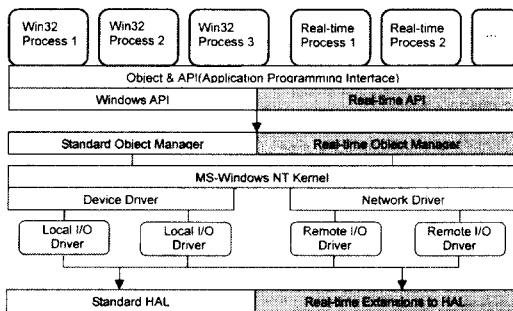 Win32
Process 1
Win32
Process 2
Win32
Process 3
Real-time
Process 1
Real-time
Process 2
...
Object & API(Application Programming Interface)
Windows API
Real-time API
Standard Object Manager
Real-time Object Manager
MS-Windows NT Kernel
Device Driver
Network Driver
Local I/O
Driver
Local I/O
Driver
Remote I/O
Driver
Remote I/O
Driver
Standard HAL
Real-time Extensions to HAL